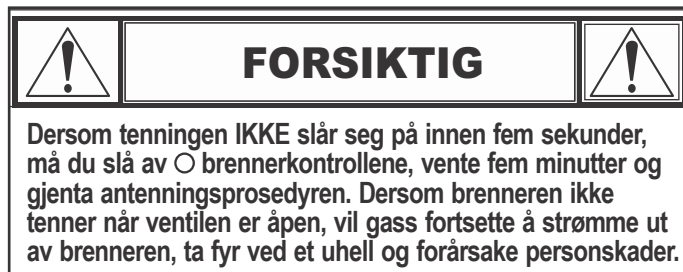 FORSIKTIG
Dersom tenningen IKKE slår seg på innen fem sekunder,
må du slå av ○ brennerkontrollene, vente fem minutter og
gjenta antenningsprosedyren. Dersom brenneren ikke
tenner når ventilen er åpen, vil gass fortsette å strømme ut
av brenneren, ta fyr ved et uhell og forårsake personskader.